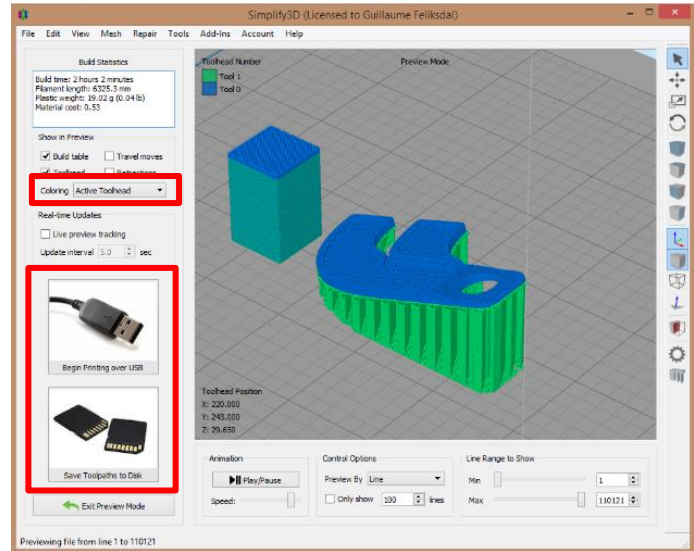 Simplify3D (Licensed to Guillaume Feliksdal)
File Edit View Mesh Repair Tools Add-Ins Account Help
Build Statistics
Build time: 2 hours 2 minutes
Filament length: 6325.3 mm
Plastic weight: 19.02 g (0.04 lb)
Material cost: 0.53
Show in Preview
Build table
Travel moves
Toolhead
Retractions
Coloring Active Toolhead
Real-time Updates
Live preview tracking
Update interval 5.0 sec
Begin Printing over USB
Save Toolpaths to Disk
Exit Preview Mode
Toolhead Number
Tool 1
Tool 0
Preview Mode
Toolhead Position
X: 220.000
Y: 243.000
Z: 29.650
Animation
Play/Pause
Speed:
Control Options
Preview By Line
Only show 100 lines
Line Range to Show
Min 1
Max 110121
Previewing file from line 1 to 110121